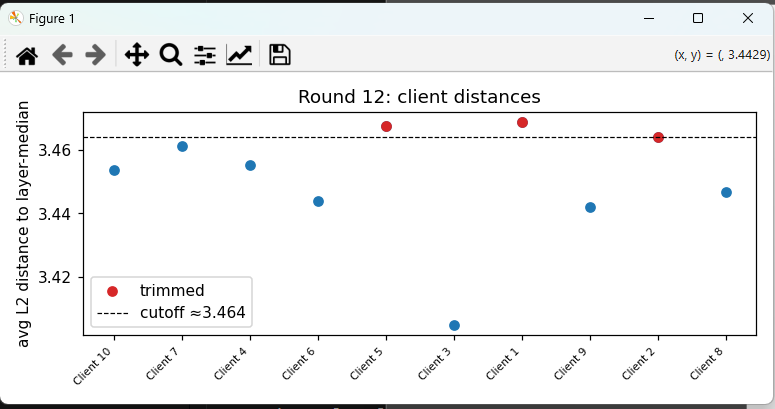 Figure 1
(x, y) = (, 3.4429)
Round 12: client distances
avg L2 distance to layer-median
3.46
3.44
3.42
trimmed
cutoff ≈3.464
Client 10
Client 7
Client 4
Client 6
Client 5
Client 3
Client 1
Client 9
Client 2
Client 8